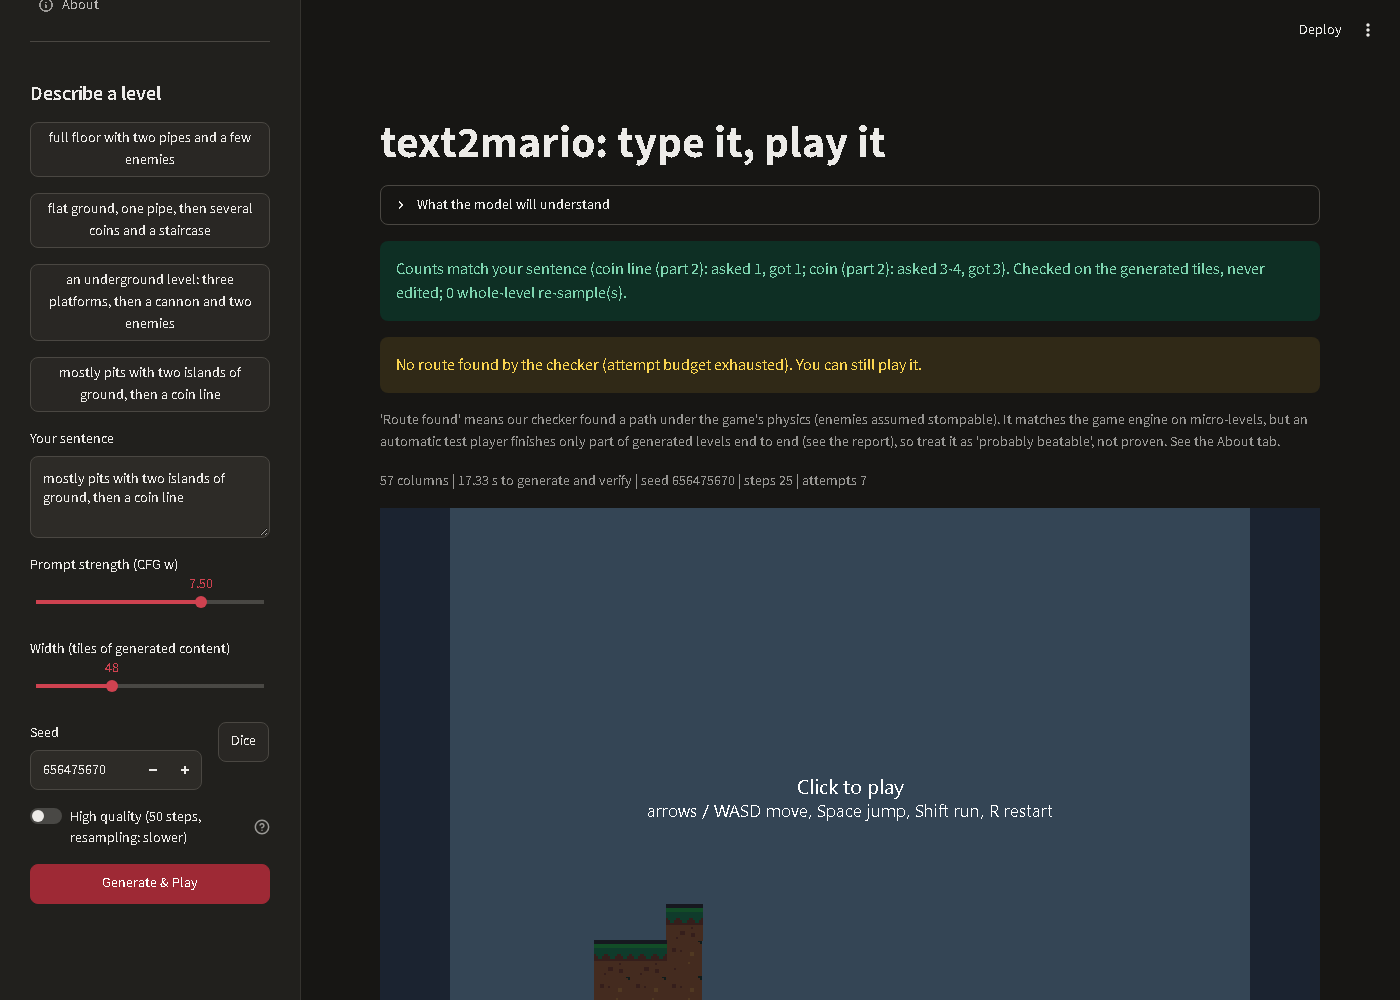 About
Describe a level
full floor with two pipes and a few
enemies
flat ground, one pipe, then several
coins and a staircase
an underground level: three
platforms, then a cannon and two
enemies
mostly pits with two islands of
ground, then a coin line
Your sentence
mostly pits with two islands of
ground, then a coin line
Prompt strength (CFG w)
7.50
Width (tiles of generated content)
48
Seed
Dice
656475670
High quality (50 steps,
resampling; slower)
Generate & Play
Deploy
text2mario: type it, play it
What the model will understand
Counts match your sentence (coin line (part 2): asked 1, got 1; coin (part 2): asked 3-4, got 3). Checked on the generated tiles, never
edited; 0 whole-level re-sample(s).
No route found by the checker (attempt budget exhausted). You can still play it.
'Route found' means our checker found a path under the game's physics (enemies assumed stompable). It matches the game engine on micro-levels, but an
automatic test player finishes only part of generated levels end to end (see the report), so treat it as 'probably beatable', not proven. See the About tab.
57 columns | 17.33 s to generate and verify | seed 656475670 | steps 25 | attempts 7
Click to play
arrows / WASD move, Space jump, Shift run, R restart